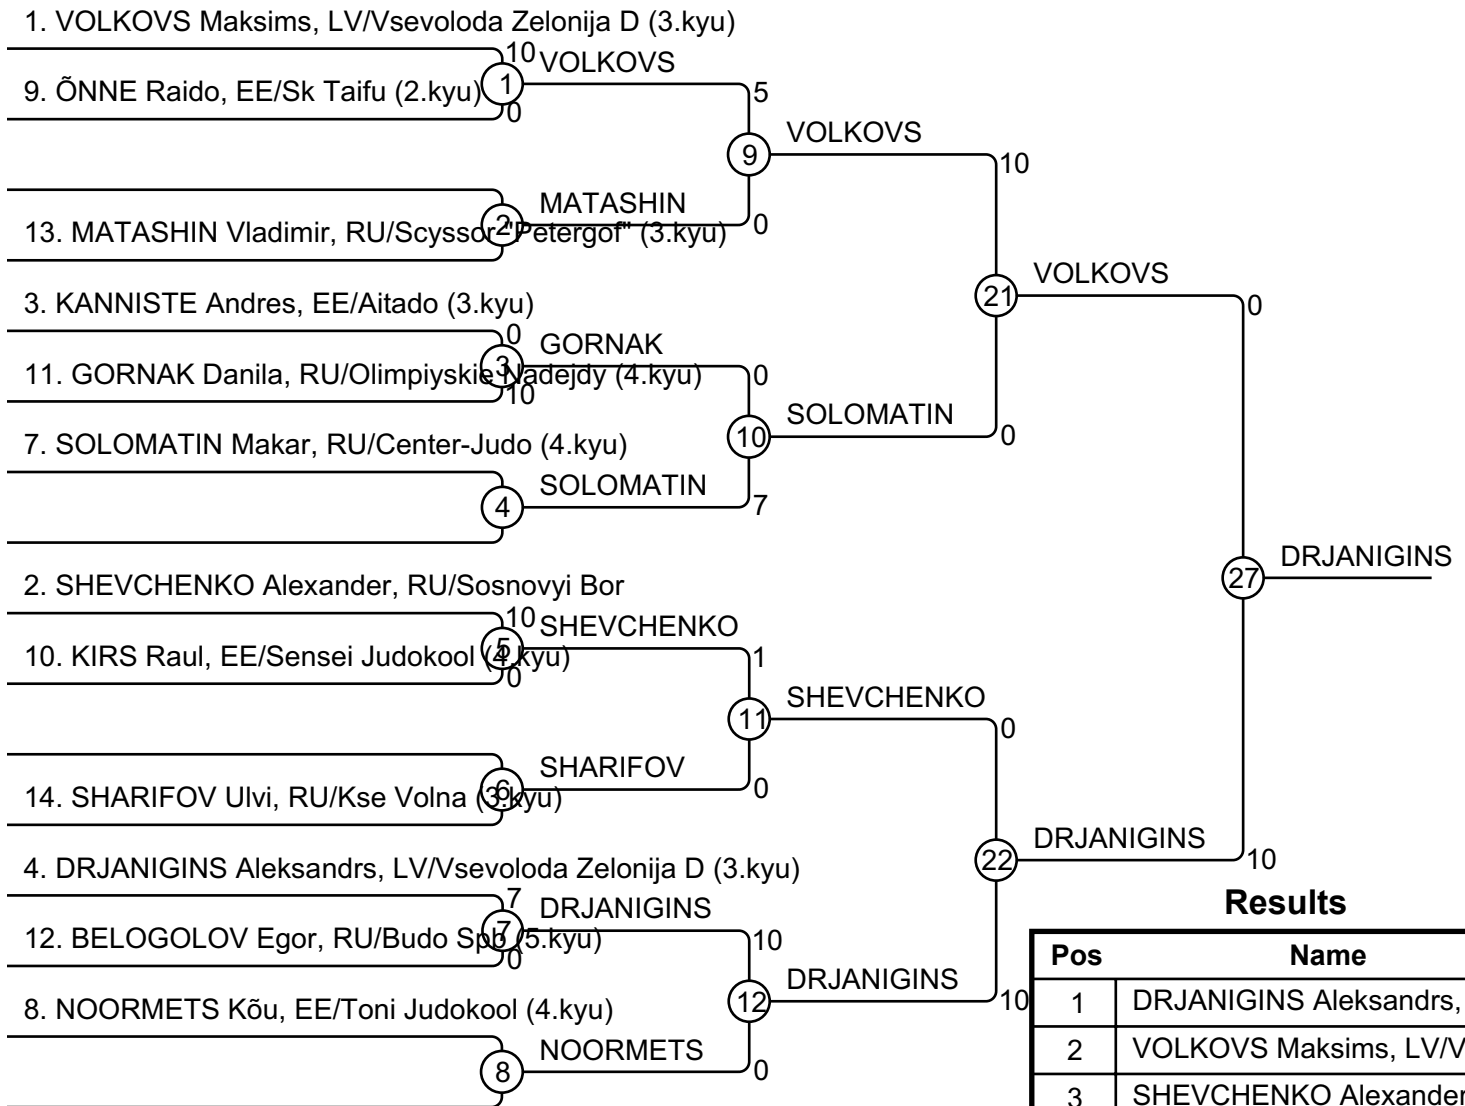 1. VOLKOVS Maksims, LV/Vsevoloda Zelonija D (3.kyu)
10
VOLKOVS
1
5
9. ÕNNE Raido, EE/Sk Taifu (2.kyu)
0
VOLKOVS
9
10
MATASHIN
2
0
13. MATASHIN Vladimir, RU/Scyssor "Petergof" (3.kyu)
3. KANNISTE Andres, EE/Aitado (3.kyu)
VOLKOVS
21
0
0
GORNAK
3
0
11. GORNAK Danila, RU/Olimpiyskie Nadejdy (4.kyu)
10
SOLOMATIN
10
0
7. SOLOMATIN Makar, RU/Center-Judo (4.kyu)
SOLOMATIN
4
7
DRJANIGINS
27
2. SHEVCHENKO Alexander, RU/Sosnovyi Bor
10
SHEVCHENKO
5
1
10. KIRS Raul, EE/Sensei Judokool (4.kyu)
0
SHEVCHENKO
11
0
SHARIFOV
6
0
14. SHARIFOV Ulvi, RU/Kse Volna (3.kyu)
DRJANIGINS
22
10
4. DRJANIGINS Aleksandrs, LV/Vsevoloda Zelonija D (3.kyu)
7
DRJANIGINS
7
10
12. BELOGOLOV Egor, RU/Budo Spb (5.kyu)
0
DRJANIGINS
12
10
8. NOORMETS Kõu, EE/Toni Judokool (4.kyu)
NOORMETS
8
0
Results
Pos Name
1 DRJANIGINS Aleksandrs,
2 VOLKOVS Maksims, LV/V
3 SHEVCHENKO Alexander